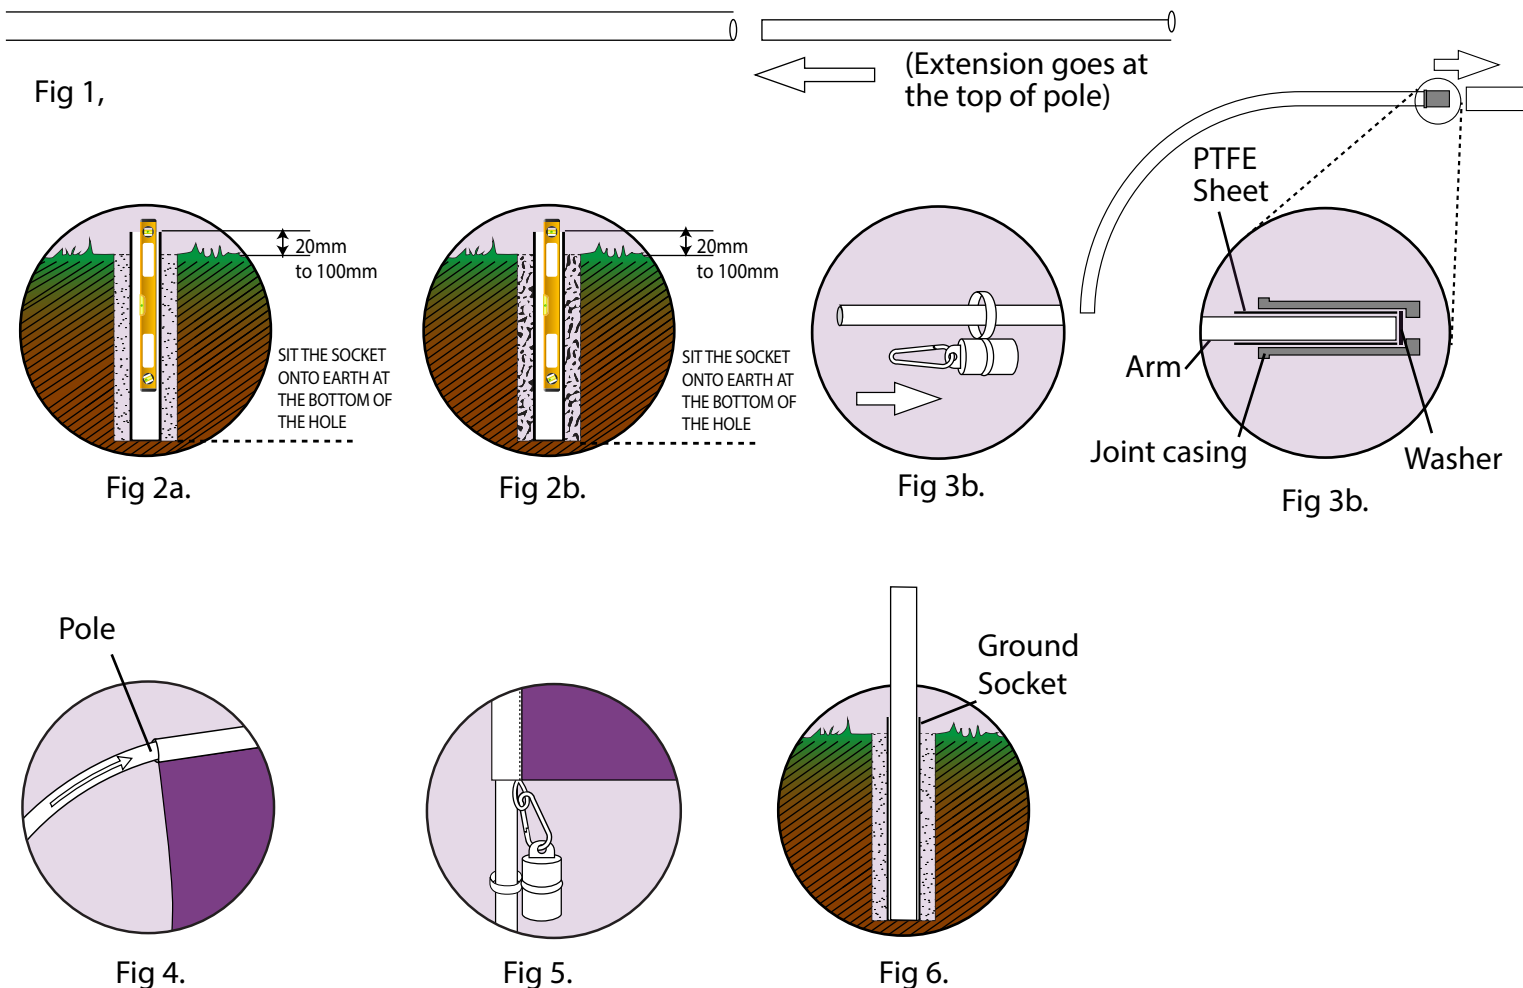 Fig 1,
(Extension goes at
the top of pole)
20mm
to 100mm
SIT THE SOCKET
ONTO EARTH AT
THE BOTTOM OF
THE HOLE
Fig 2a.
20mm
to 100mm
SIT THE SOCKET
ONTO EARTH AT
THE BOTTOM OF
THE HOLE
Fig 2b.
Fig 3b.
PTFE
Sheet
Arm
Joint casing
Washer
Fig 3b.
Pole
Fig 4.
Fig 5.
Ground
Socket
Fig 6.